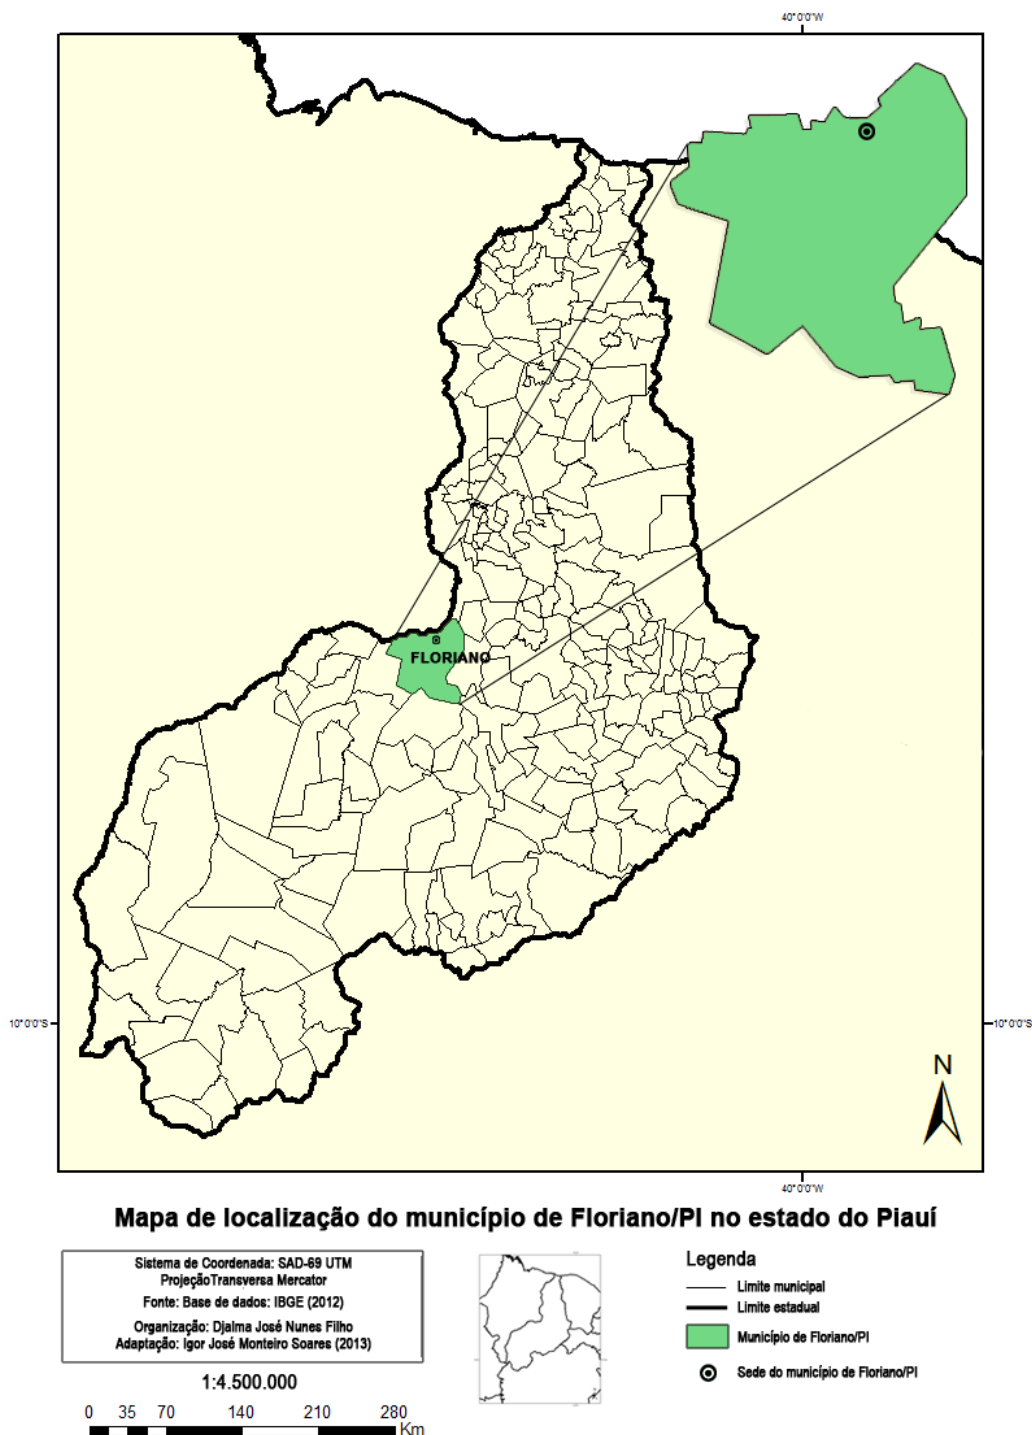 40°0'0"W
FLORIANO
10°0'0"S
10°0'0"S
N
40°0'0"W
Mapa de localização do município de Floriano/PI no estado do Piauí
Sistema de Coordenada: SAD-69 UTM
ProjeçãoTransversa Mercator
Fonte: Base de dados: IBGE (2012)
Organização: Djalma José Nunes Filho
Adaptação: Igor José Monteiro Soares (2013)
1:4.500.000
0 35 70 140 210 280
Km
Legenda
Limite municipal
Limite estadual
Município de Floriano/PI
Sede do município de Floriano/PI